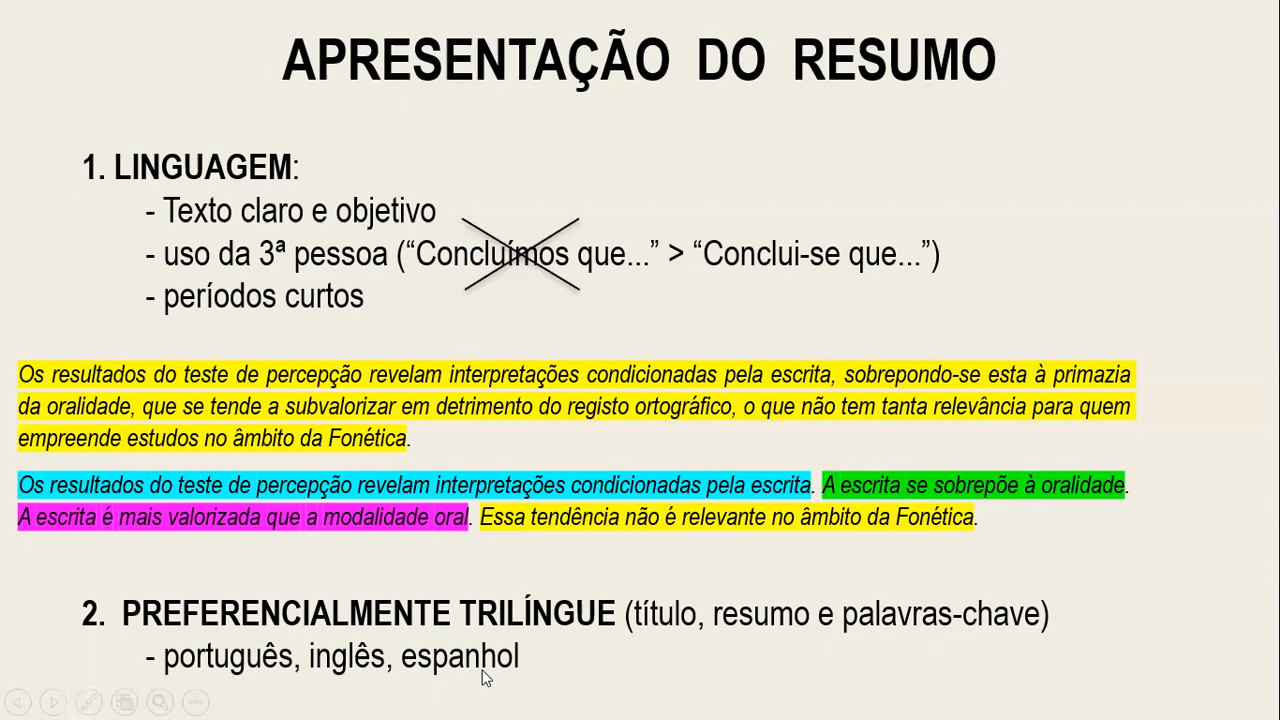 APRESENTAÇÃO DO RESUMO
1. LINGUAGEM:
- Texto claro e objetivo
- uso da 3ª pessoa (“Concluímos que...” > “Conclui-se que...”)
- períodos curtos
Os resultados do teste de percepção revelam interpretações condicionadas pela escrita, sobrepondo-se esta à primazia
da oralidade, que se tende a subvalorizar em detrimento do registo ortográfico, o que não tem tanta relevância para quem
empreende estudos no âmbito da Fonética.
Os resultados do teste de percepção revelam interpretações condicionadas pela escrita. A escrita se sobrepõe à oralidade.
A escrita é mais valorizada que a modalidade oral. Essa tendência não é relevante no âmbito da Fonética.
2. PREFERENCIALMENTE TRILÍNGUE (título, resumo e palavras-chave)
- português, inglês, espanhol